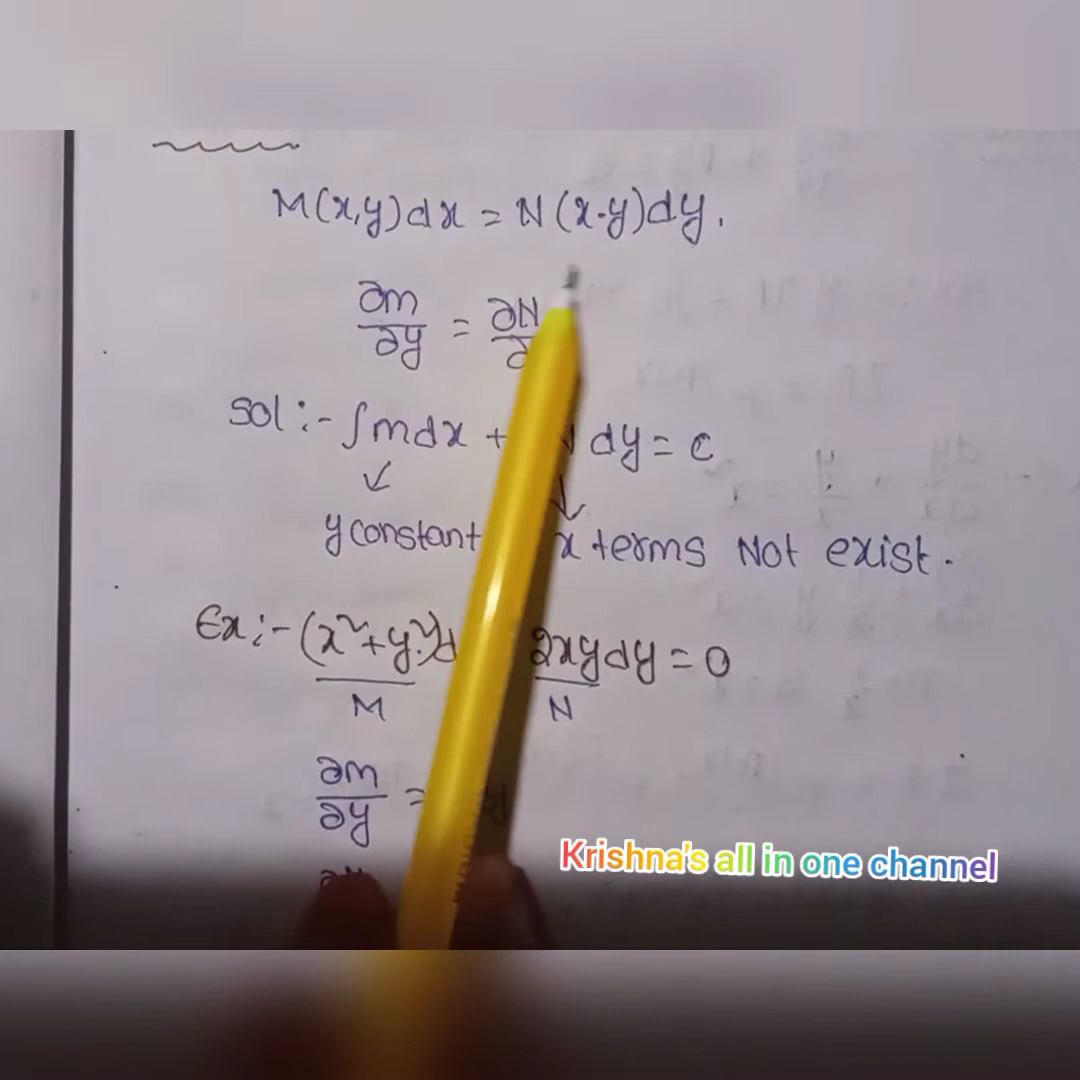 M(x,y)dx = N(x·y)dy.
∂m/∂y = ∂N
Sol :- ∫mdx + dy = c
y constant x terms Not exist.
Ex :- (x²+y²)d 2xydy = 0
M N
∂m/∂y =
Krishna's all in one channel